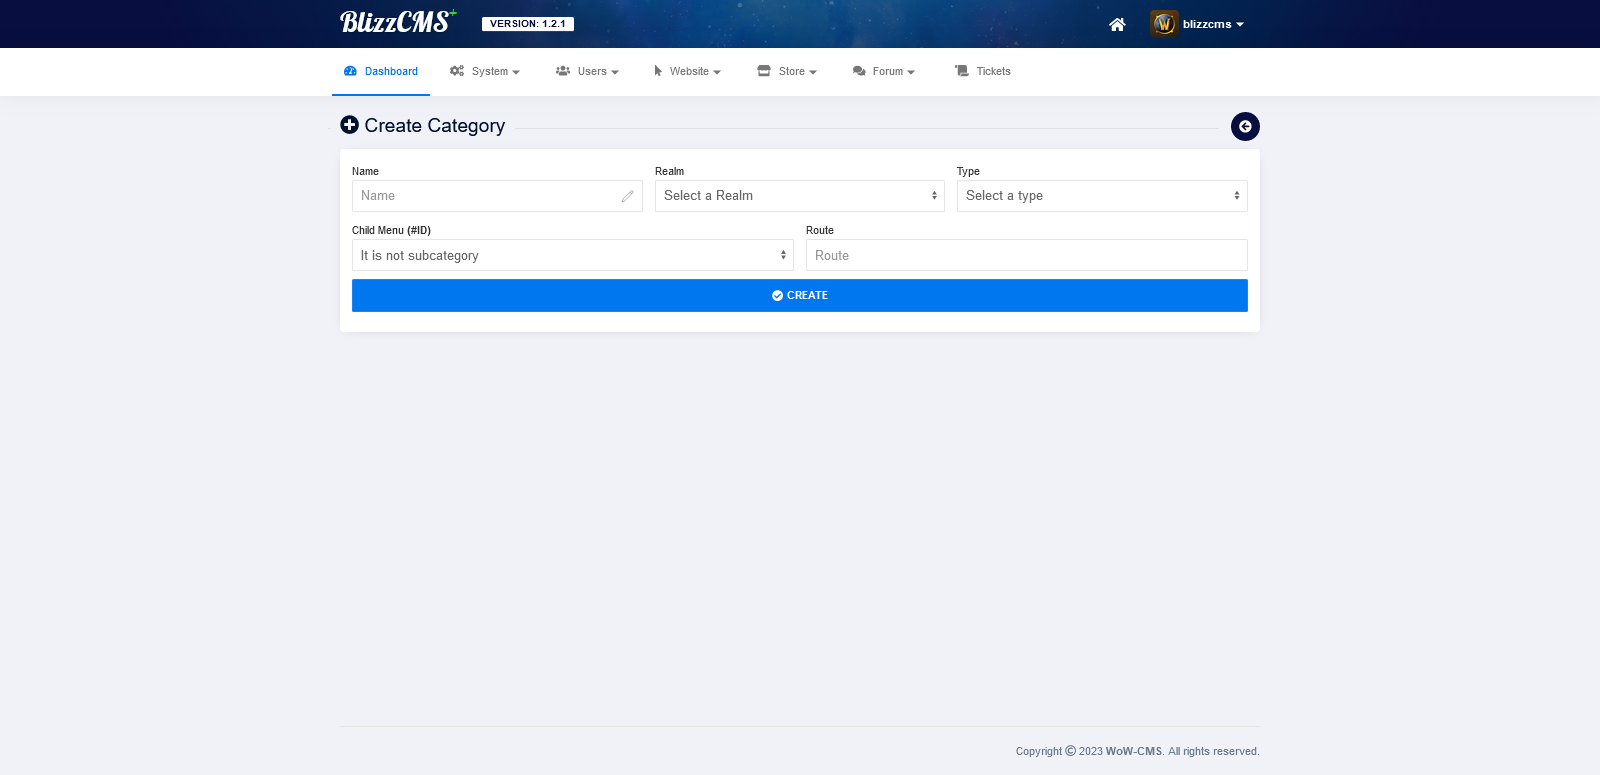 BlizzCMS+ VERSION: 1.2.1 blizzcms
Dashboard System Users Website Store Forum Tickets
Create Category
Name Realm Type
Name Select a Realm Select a type
Child Menu (#ID) Route
It is not subcategory Route
CREATE
Copyright © 2023 WoW-CMS. All rights reserved.